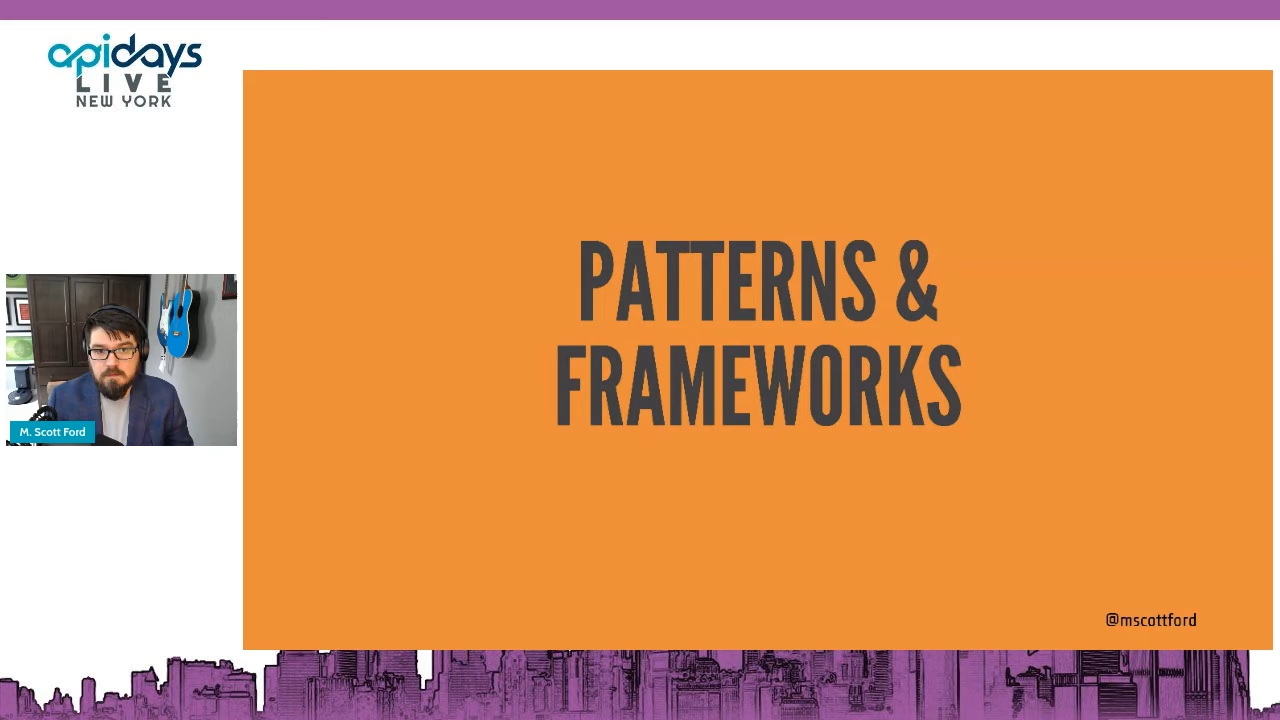 apidays
LIVE
NEW YORK
PATTERNS &
FRAMEWORKS
M. Scott Ford
@mscottford